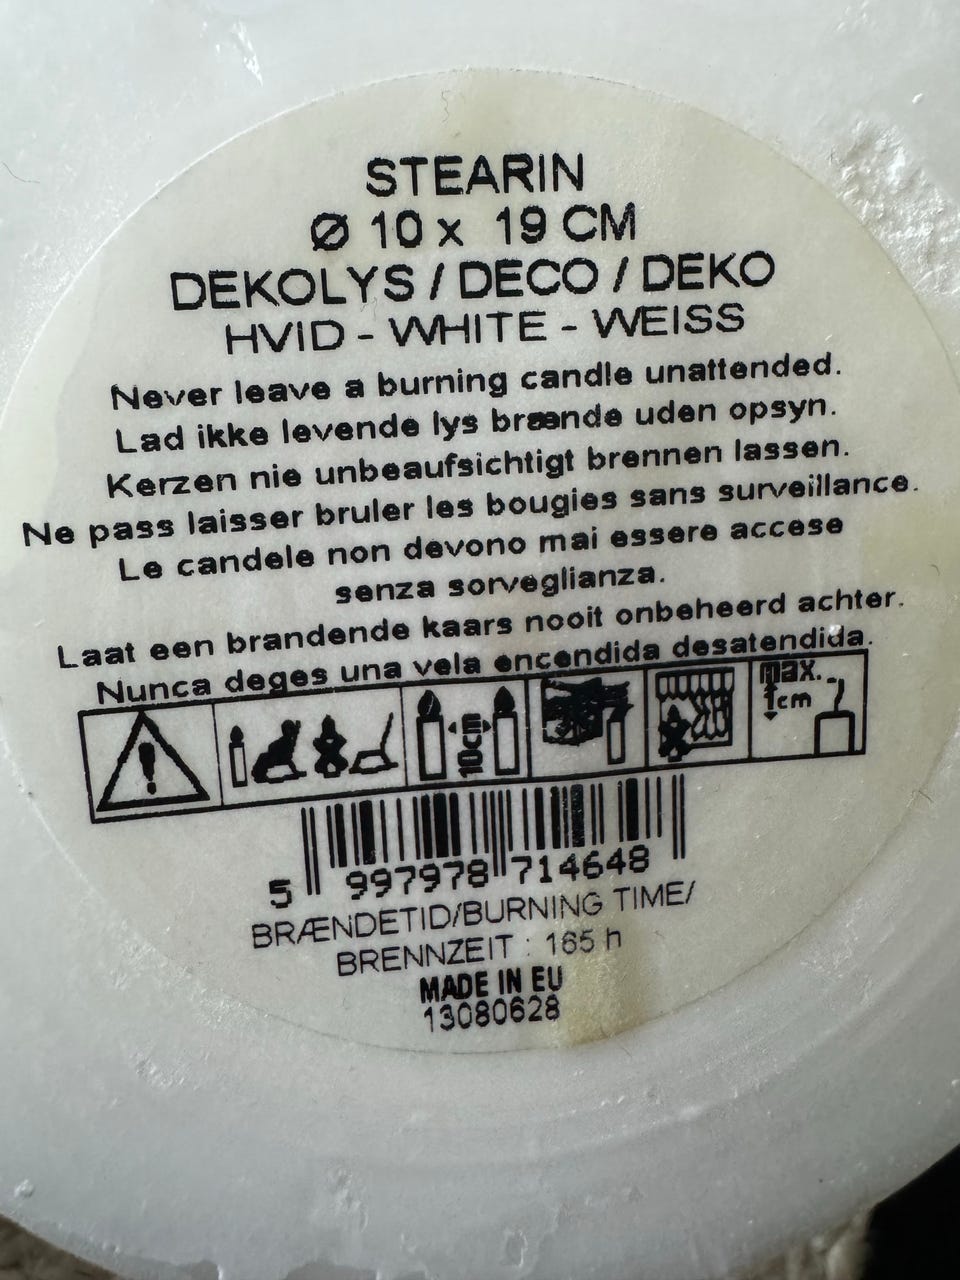 STEARIN
Ø 10 x 19 CM
DEKOLYS / DECO / DEKO
HVID - WHITE - WEISS
Never leave a burning candle unattended.
Lad ikke levende lys brænde uden opsyn.
Kerzen nie unbeaufsichtigt brennen lassen.
Ne pass laisser bruler les bougies sans surveillance.
Le candele non devono mai essere accese
senza sorveglianza.
Laat een brandende kaars nooit onbeheerd achter.
Nunca deges una vela encendida desatendida.
10cm
max.
1cm
5 997978 714648
BRÆNDETID/BURNING TIME/
BRENNZEIT : 165 h
MADE IN EU
13080628